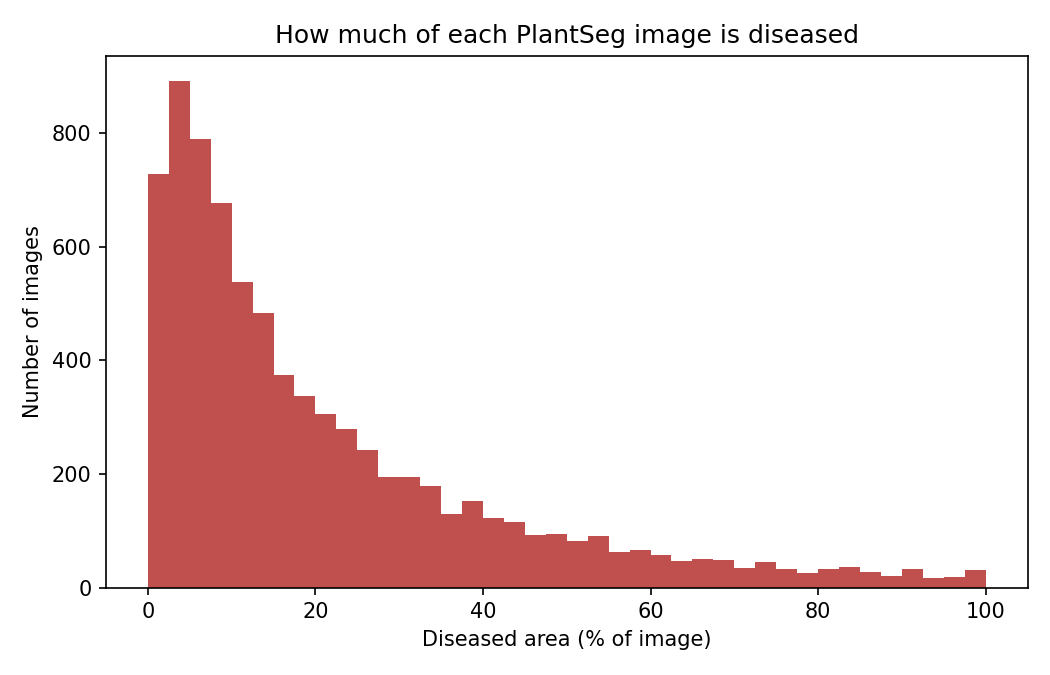 How much of each PlantSeg image is diseased
Number of images
800
600
400
200
0
0 20 40 60 80 100
Diseased area (% of image)